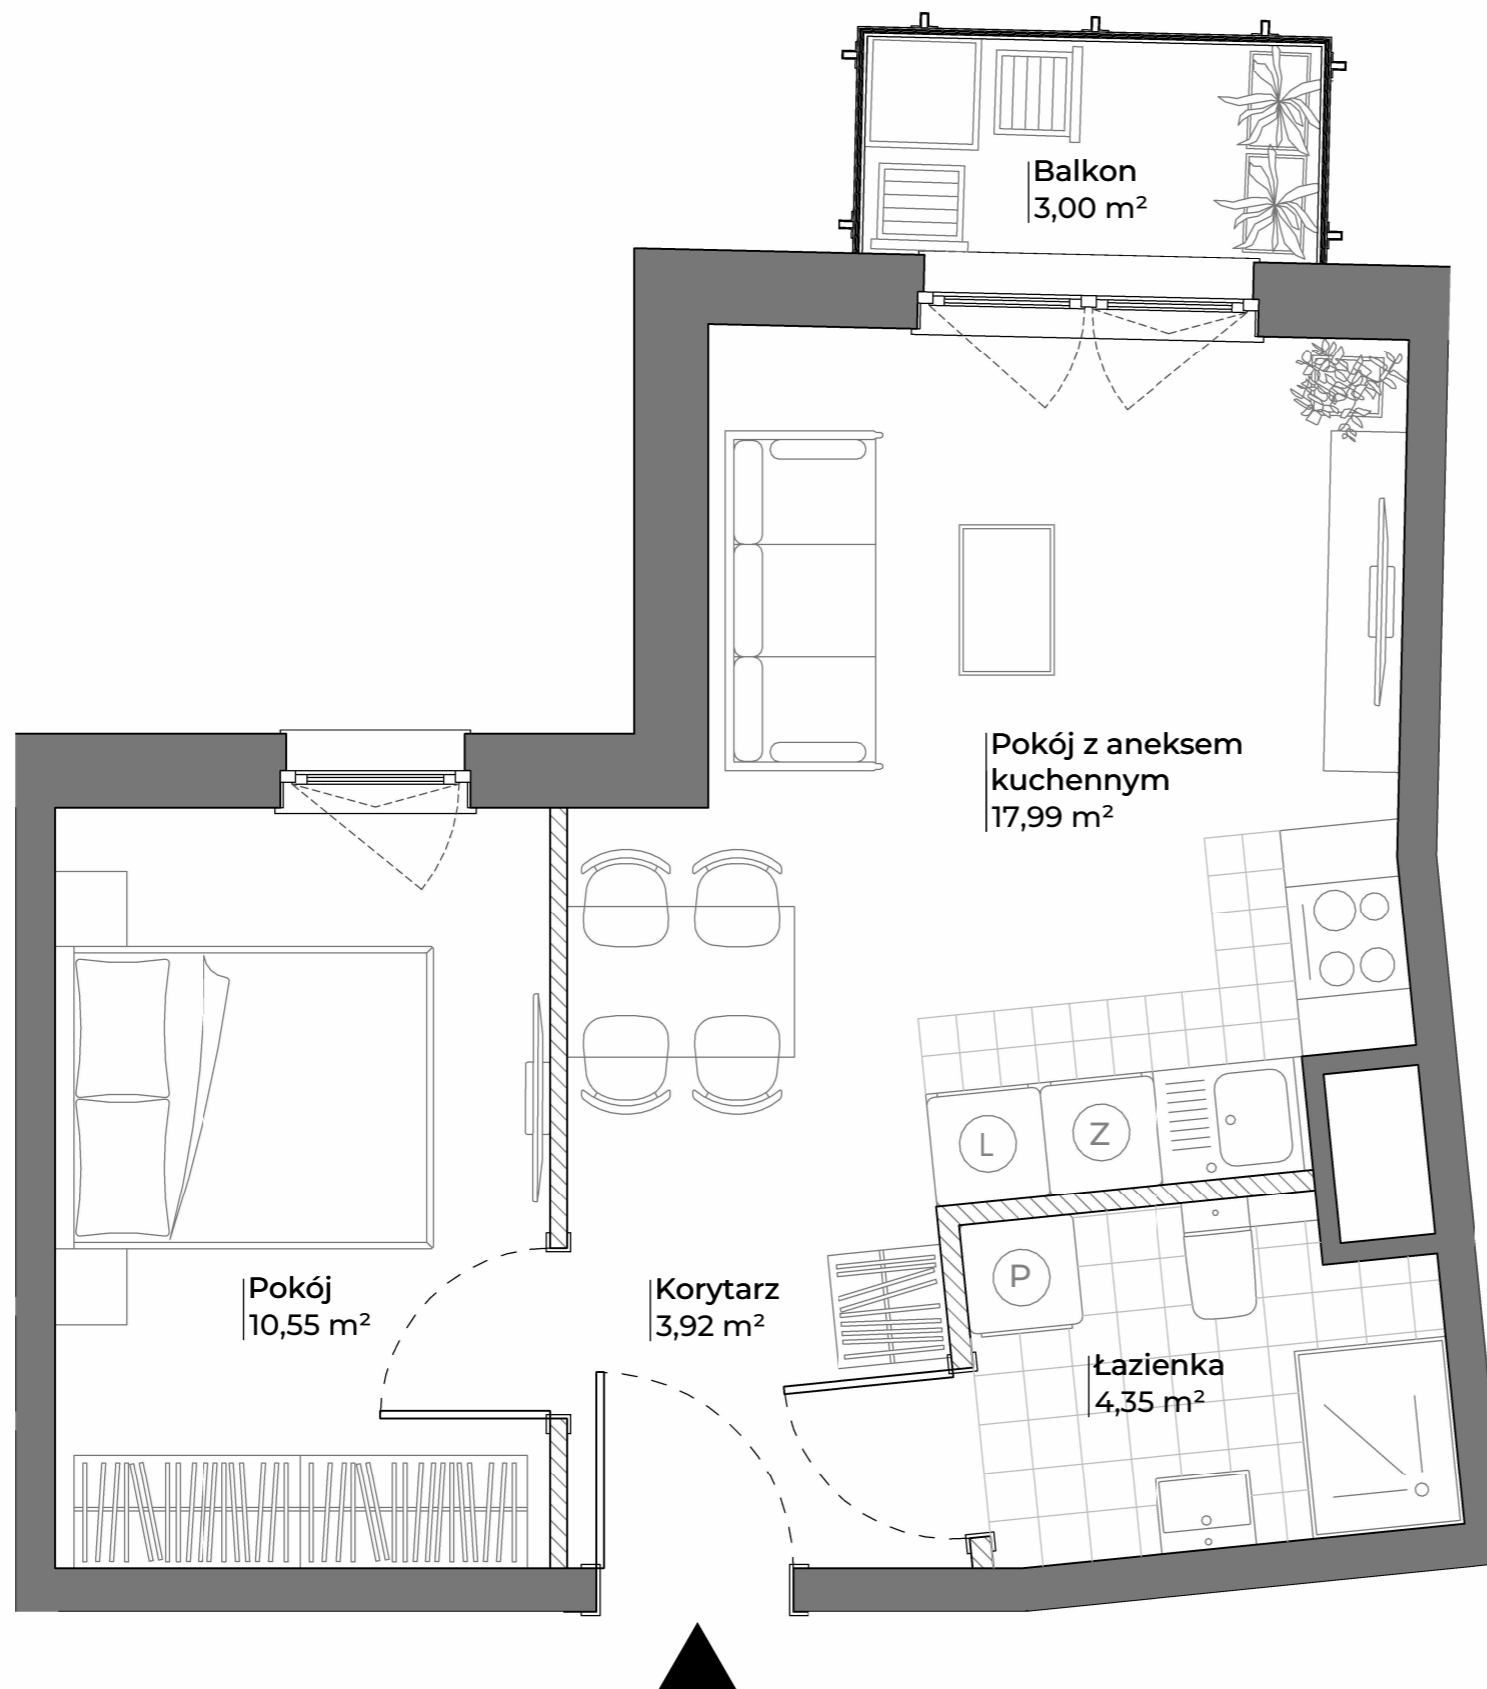 Balkon
3,00 m²
Pokój z aneksem
kuchennym
17,99 m²
L
Z
P
Pokój
10,55 m²
Korytarz
3,92 m²
Łazienka
4,35 m²